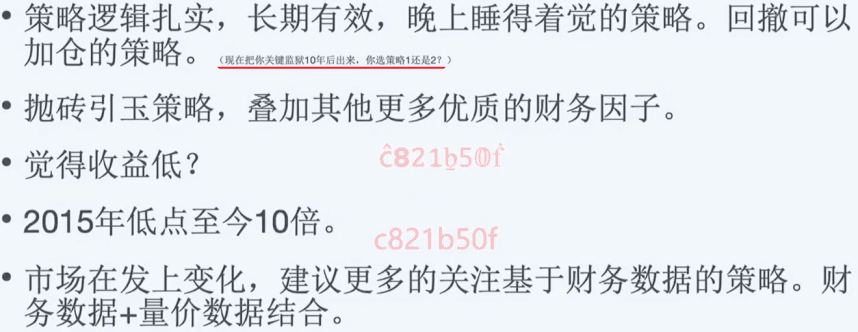 • 策略逻辑扎实，长期有效，晚上睡得着觉的策略。回撤可以
加仓的策略。（现在把你关键监狱10年后出来，你选策略1还是2？）
• 抛砖引玉策略，叠加其他更多优质的财务因子。
• 觉得收益低？
c821b50f
• 2015年低点至今10倍。
c821b50f
• 市场在发上变化，建议更多的关注基于财务数据的策略。财
务数据+量价数据结合。